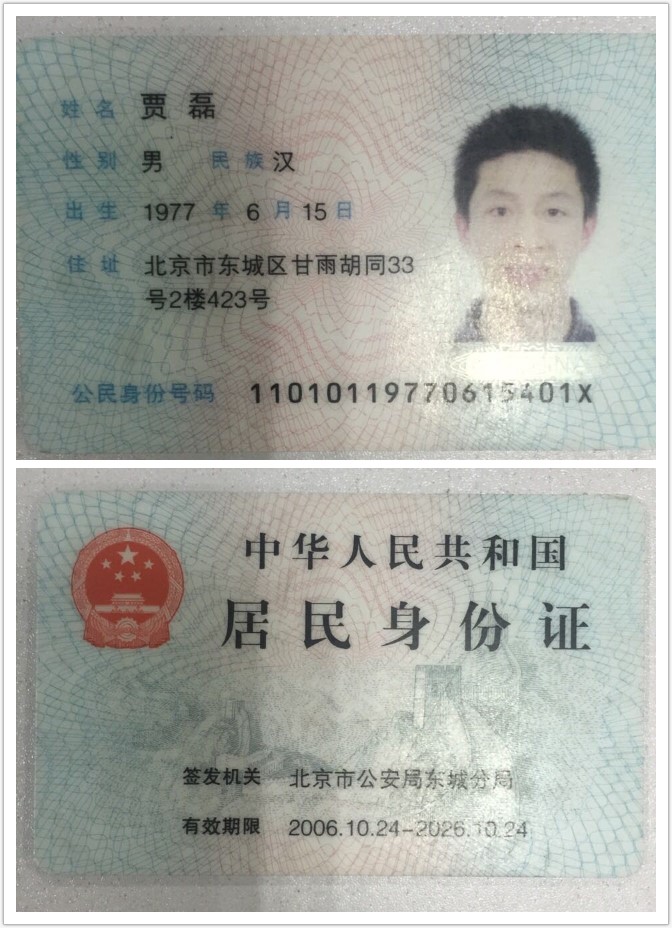 姓名 贾磊
性别 男 民族 汉
出生 1977 年 6 月 15 日
住址 北京市东城区甘雨胡同33
号2楼423号
公民身份号码 11010119770615401X
中华人民共和国
居民身份证
签发机关 北京市公安局东城分局
有效期限 2006.10.24-2026.10.24